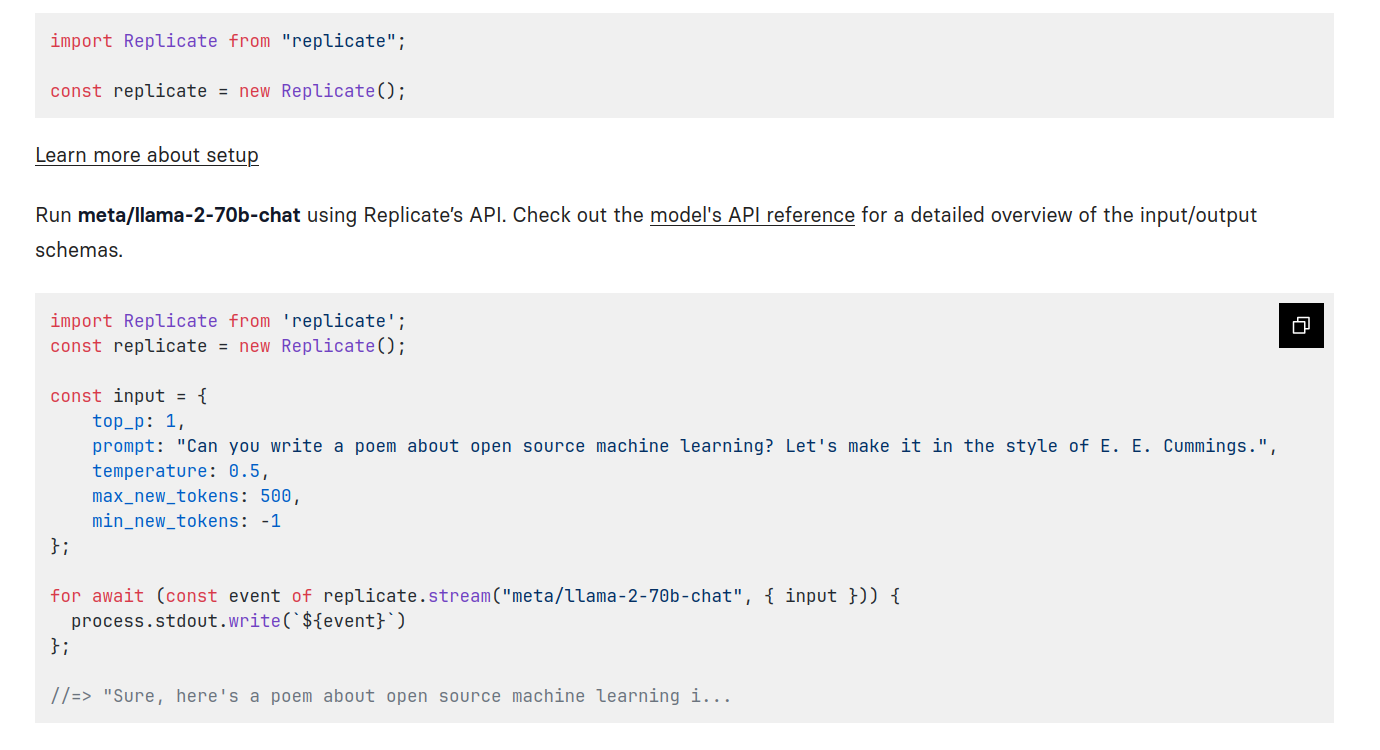 import Replicate from "replicate";
const replicate = new Replicate();
Learn more about setup
Run meta/llama-2-70b-chat using Replicate’s API. Check out the model's API reference for a detailed overview of the input/output
schemas.
import Replicate from 'replicate';
const replicate = new Replicate();
const input = {
    top_p: 1,
    prompt: "Can you write a poem about open source machine learning? Let's make it in the style of E. E. Cummings.",
    temperature: 0.5,
    max_new_tokens: 500,
    min_new_tokens: -1
};
for await (const event of replicate.stream("meta/llama-2-70b-chat", { input })) {
  process.stdout.write(`${event}`)
};
//=> "Sure, here's a poem about open source machine learning i...